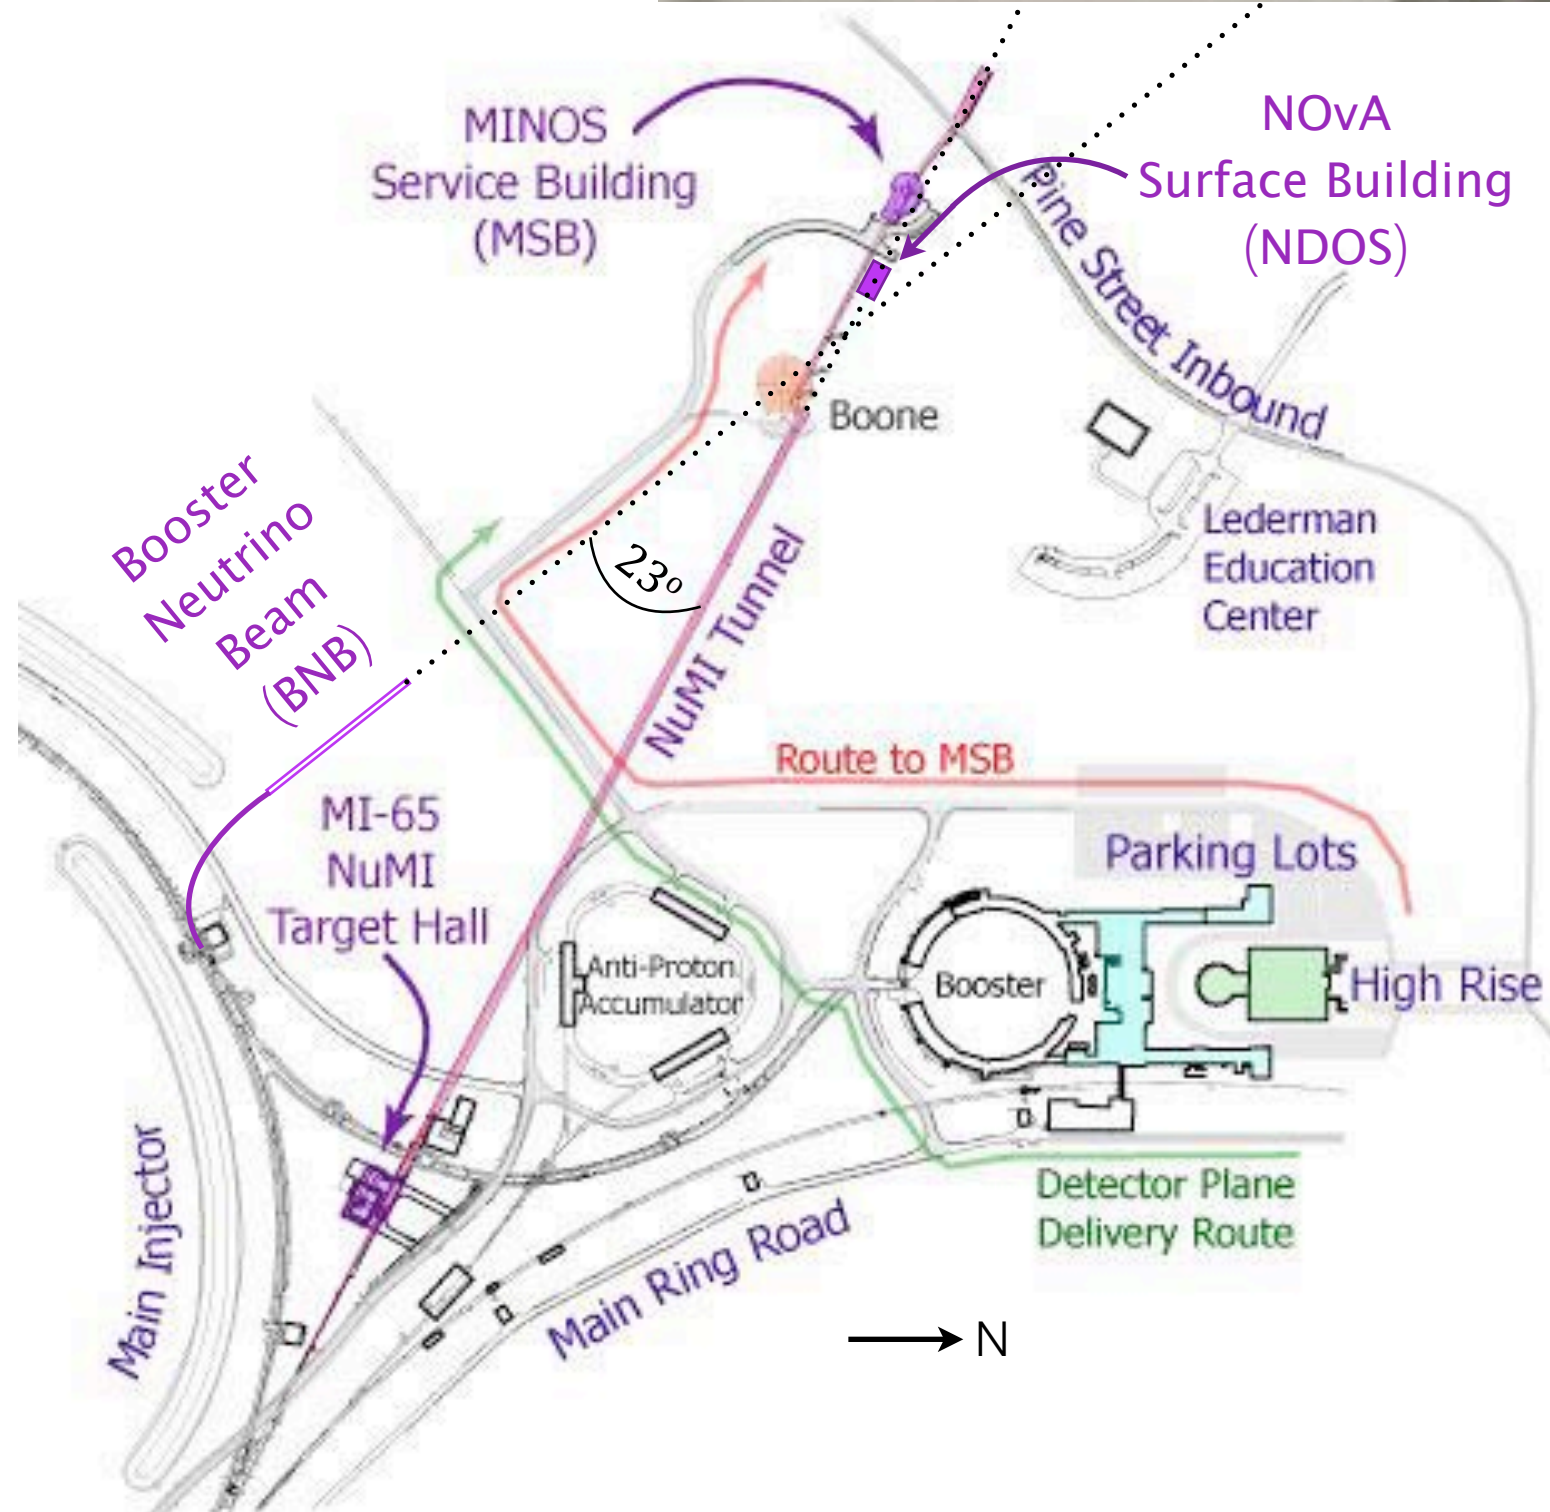 MINOS
Service Building
(MSB)
NOvA
Surface Building
(NDOS)
Pine Street Inbound
Boone
Booster
Neutrino
Beam
(BNB)
23º
NuMI Tunnel
Lederman
Education
Center
Route to MSB
MI-65
NuMI
Target Hall
Parking Lots
Anti-Proton
Accumulator
Booster
High Rise
Main Injector
Main Ring Road
Detector Plane
Delivery Route
N